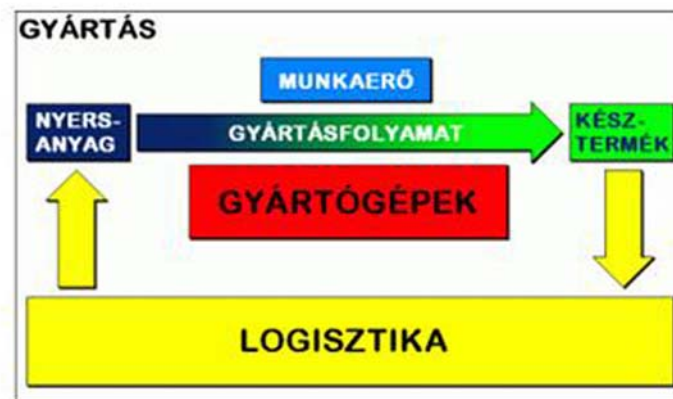 GYÁRTÁS
MUNKAERŐ
NYERS-
ANYAG
GYÁRTÁSFOLYAMAT
KÉSZ-
TERMÉK
GYÁRTÓGÉPEK
LOGISZTIKA